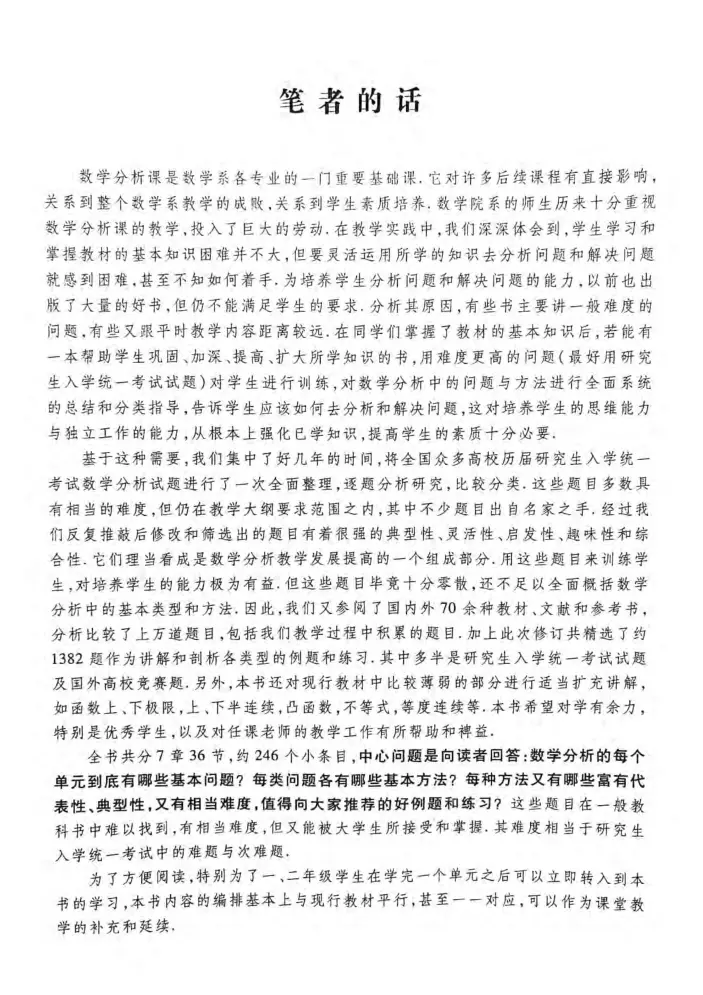 笔者的话
数学分析课是数学系各专业的一门重要基础课.它对许多后续课程有直接影响,
关系到整个数学系教学的成败,关系到学生素质培养.数学院系的师生历来十分重视
数学分析课的教学,投入了巨大的劳动.在教学实践中,我们深深体会到,学生学习和
掌握教材的基本知识困难并不大,但要灵活运用所学的知识去分析问题和解决问题
就感到困难,甚至不知如何着手.为培养学生分析问题和解决问题的能力,以前也出
版了大量的好书,但仍不能满足学生的要求.分析其原因,有些书主要讲一般难度的
问题,有些又跟平时教学内容距离较远.在同学们掌握了教材的基本知识后,若能有
一本帮助学生巩固、加深、提高、扩大所学知识的书,用难度更高的问题(最好用研究
生入学统一考试试题)对学生进行训练,对数学分析中的问题与方法进行全面系统
的总结和分类指导,告诉学生应该如何去分析和解决问题,这对培养学生的思维能力
与独立工作的能力,从根本上强化已学知识,提高学生的素质十分必要.
基于这种需要,我们集中了好几年的时间,将全国众多高校历届研究生入学统一
考试数学分析试题进行了一次全面整理,逐题分析研究,比较分类.这些题目多数具
有相当的难度,但仍在教学大纲要求范围之内,其中不少题目出自名家之手.经过我
们反复推敲后修改和筛选出的题目有着很强的典型性、灵活性、启发性、趣味性和综
合性.它们理当看成是数学分析教学发展提高的一个组成部分.用这些题目来训练学
生,对培养学生的能力极为有益.但这些题目毕竟十分零散,还不足以全面概括数学
分析中的基本类型和方法.因此,我们又参阅了国内外 70 余种教材、文献和参考书,
分析比较了上万道题目,包括我们教学过程中积累的题目.加上此次修订共精选了约
1382 题作为讲解和剖析各类型的例题和练习.其中多半是研究生入学统一考试试题
及国外高校竞赛题.另外,本书还对现行教材中比较薄弱的部分进行适当扩充讲解,
如函数上、下极限,上、下半连续,凸函数,不等式,等度连续等.本书希望对学有余力,
特别是优秀学生,以及对任课老师的教学工作有所帮助和裨益.
全书共分 7 章 36 节,约 246 个小条目,中心问题是向读者回答:数学分析的每个
单元到底有哪些基本问题?每类问题各有哪些基本方法?每种方法又有哪些富有代
表性、典型性,又有相当难度,值得向大家推荐的好例题和练习?这些题目在一般教
科书中难以找到,有相当难度,但又能被大学生所接受和掌握.其难度相当于研究生
入学统一考试中的难题与次难题.
为了方便阅读,特别为了一、二年级学生在学完一个单元之后可以立即转入到本
书的学习,本书内容的编排基本上与现行教材平行,甚至一一对应,可以作为课堂教
学的补充和延续.